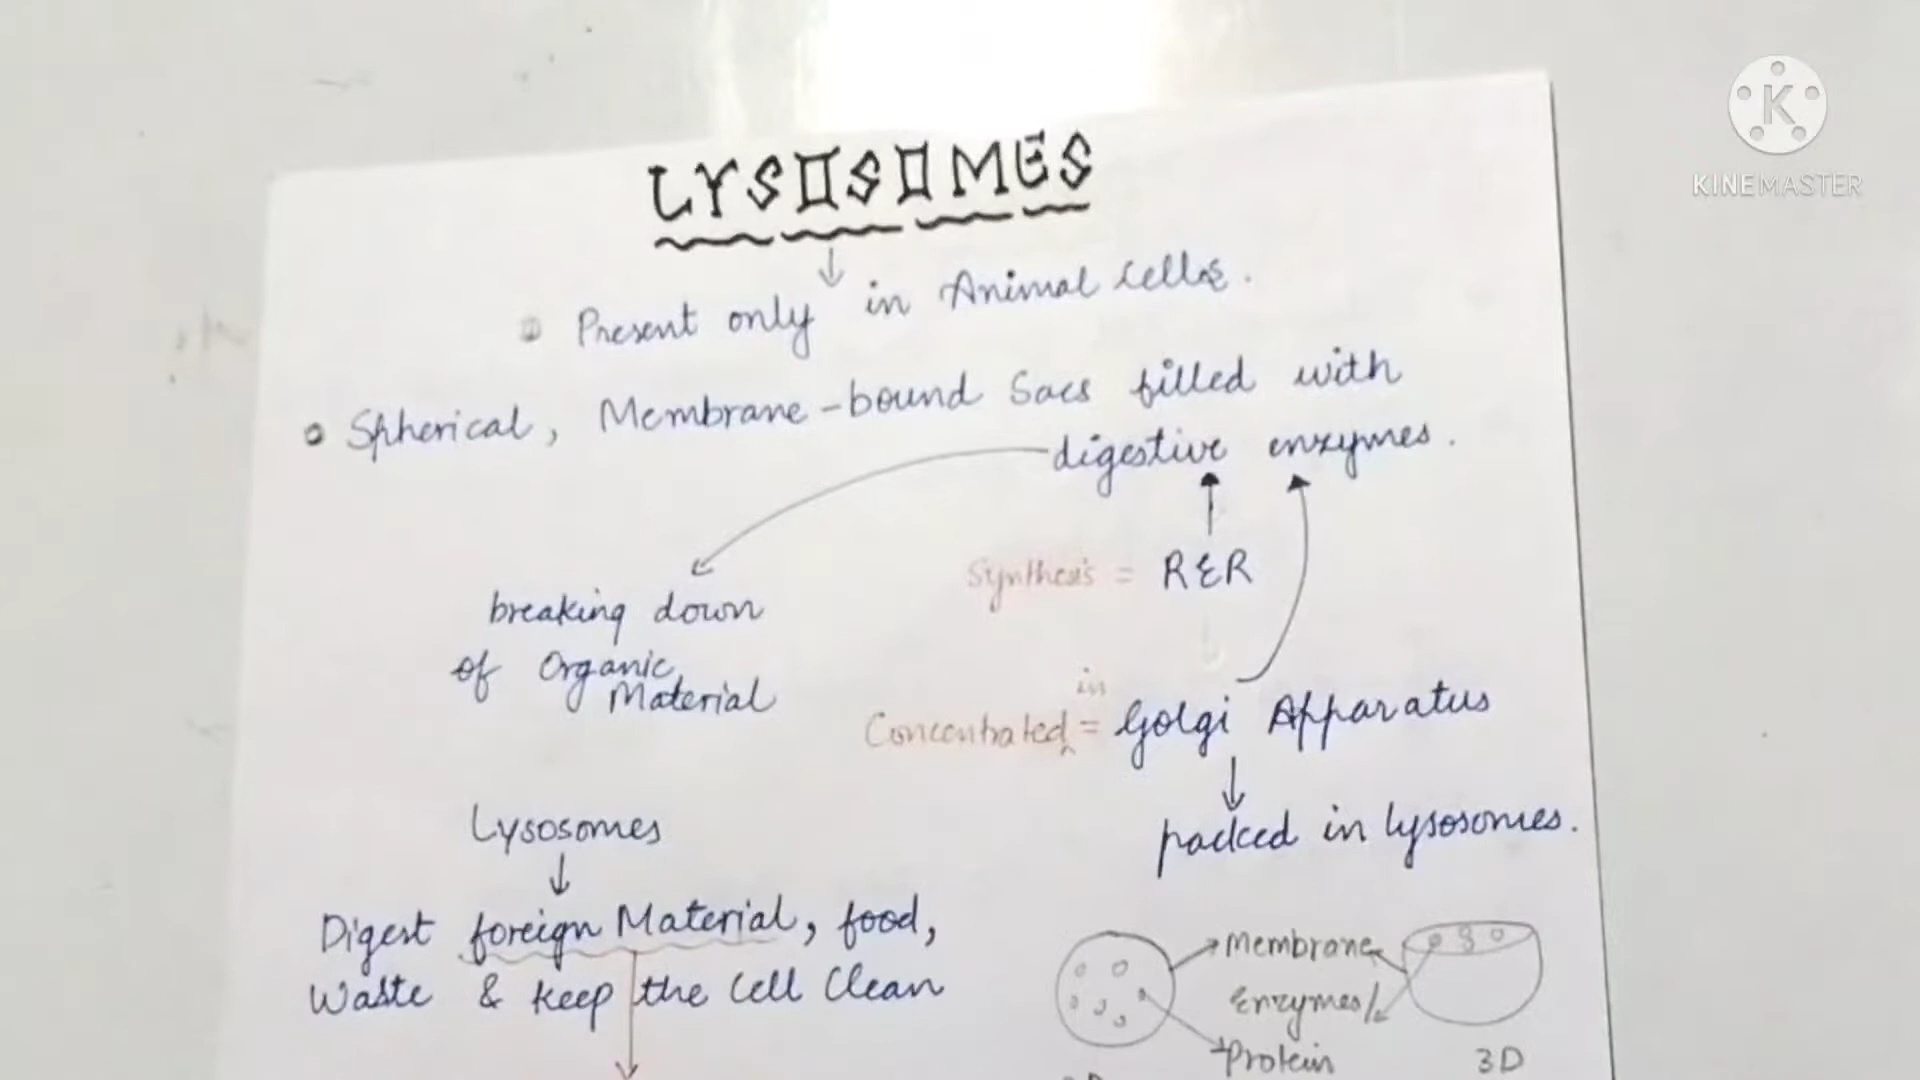 LYSOSOMES
Present only in Animal Cells.
Spherical, Membrane-bound Sacs filled with
digestive enzymes.
Synthesis = RER
breaking down
of Organic
Material
in
Concentrated = Golgi Apparatus
packed in lysosomes.
Lysosomes
Digest foreign Material, food,
Waste & keep the Cell Clean
Membrane
Enzymes/
Protein
3D
K
KINEMASTER